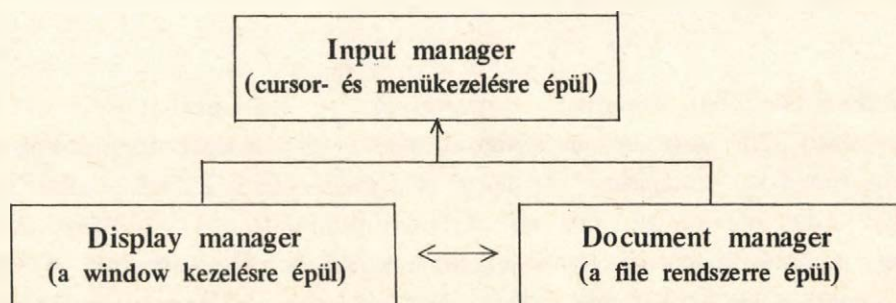 Input manager
(cursor- és menükezelésre épül)
Display manager
(a window kezelésre épül)
Document manager
(a file rendszerre épül)